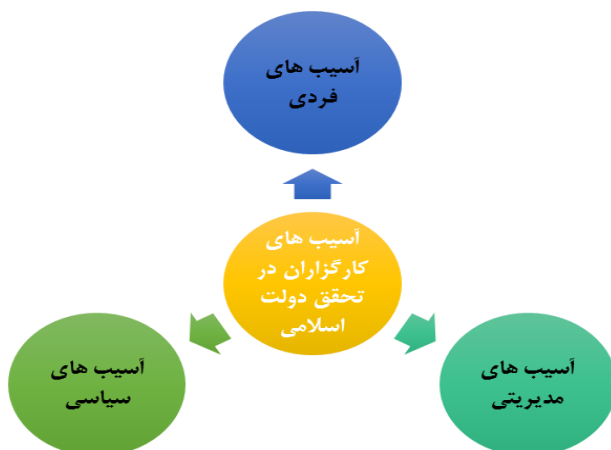 آسیب های
فردی
آسیب های
کارگزاران در
تحقق دولت
اسلامی
آسیب های
مدیریتی
آسیب های
سیاسی